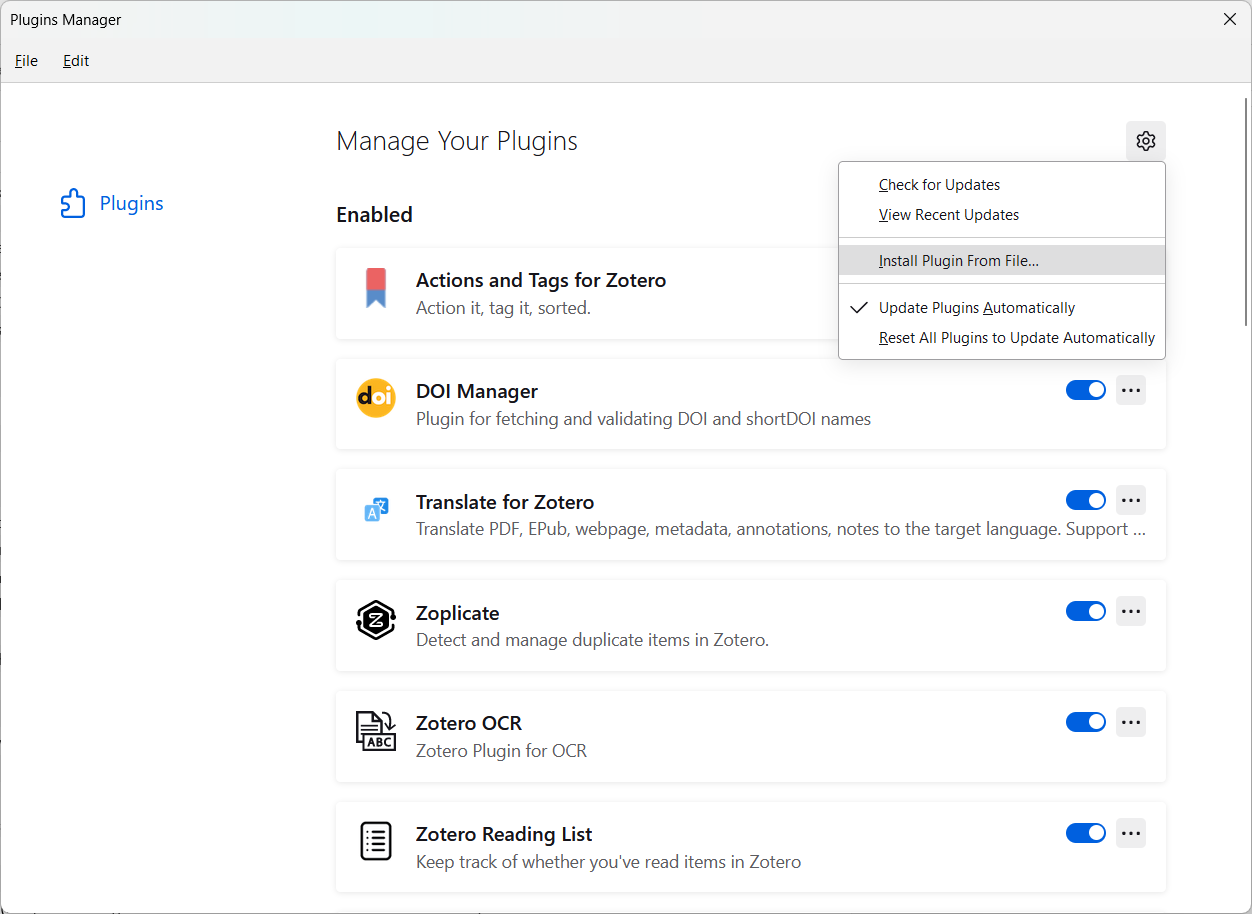 Plugins Manager
File Edit
Manage Your Plugins
Plugins
Check for Updates
View Recent Updates
Install Plugin From File...
Update Plugins Automatically
Reset All Plugins to Update Automatically
Enabled
Actions and Tags for Zotero
Action it, tag it, sorted.
doi
DOI Manager
Plugin for fetching and validating DOI and shortDOI names
A
Translate for Zotero
Translate PDF, EPub, webpage, metadata, annotations, notes to the target language. Support ...
Z
Zoplicate
Detect and manage duplicate items in Zotero.
ABC
Zotero OCR
Zotero Plugin for OCR
Zotero Reading List
Keep track of whether you've read items in Zotero